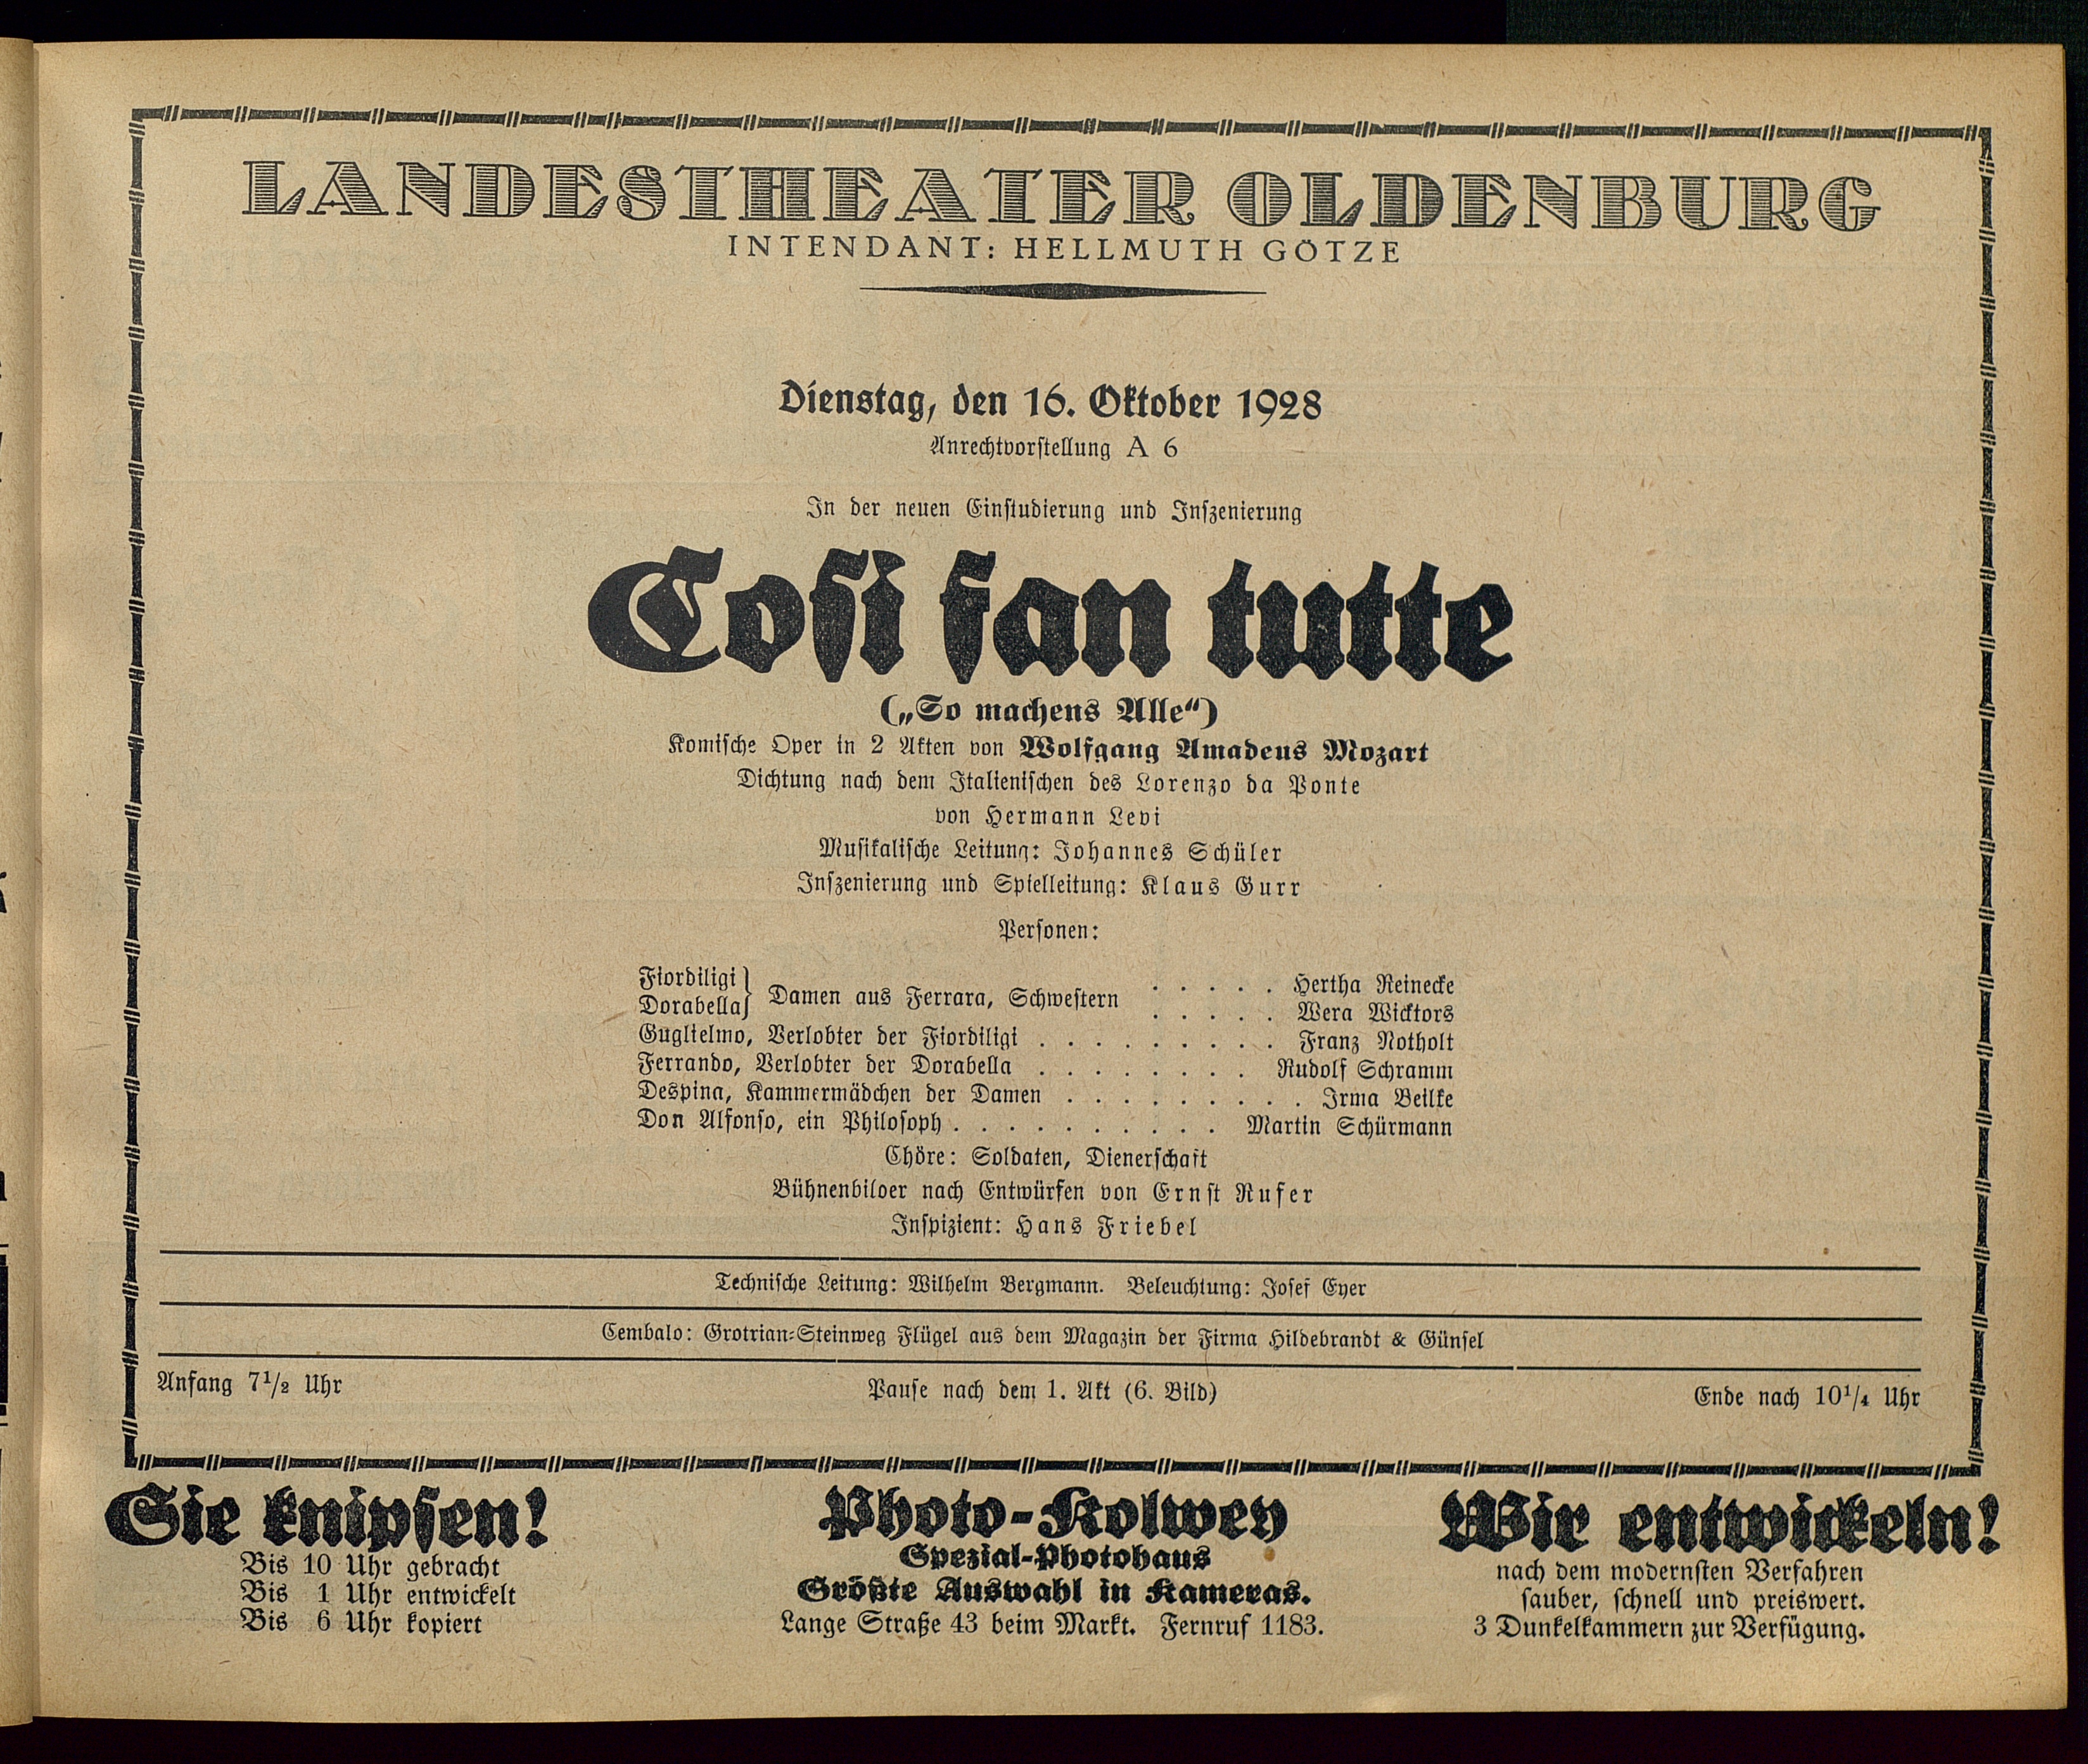 LANDESTHEATER OLDENBURG
INTENDANT: HELLMUTH GÖTZE
Dienstag, den 16. Oktober 1928
Anrechtvorstellung A 6
In der neuen Einstudierung und Inszenierung
Cosi fan tutte
(„So machens Alle“)
Komische Oper in 2 Akten von Wolfgang Amadeus Mozart
Dichtung nach dem Italienischen des Lorenzo da Ponte
von Hermann Levi
Musikalische Leitung: Johannes Schüler
Inszenierung und Spielleitung: Klaus Gurr
Personen:
Fiordiligi } Damen aus Ferrara, Schwestern . . . . . Hertha Reinecke
Dorabella } . . . . . Wera Wicktors
Guglielmo, Verlobter der Fiordiligi . . . . . . . . . Franz Notholt
Ferrando, Verlobter der Dorabella . . . . . . . . Rudolf Schramm
Despina, Kammermädchen der Damen . . . . . . . . . Irma Beilke
Don Alfonso, ein Philosoph . . . . . . . . . . Martin Schürmann
Chöre: Soldaten, Dienerschaft
Bühnenbilder nach Entwürfen von Ernst Rufer
Inspizient: Hans Friebel
Technische Leitung: Wilhelm Bergmann. Beleuchtung: Josef Eyer
Cembalo: Grotrian-Steinweg Flügel aus dem Magazin der Firma Hildebrandt & Günsel
Anfang 7½ Uhr Pause nach dem 1. Akt (6. Bild) Ende nach 10¼ Uhr
Sie knipsen!
Bis 10 Uhr gebracht
Bis 1 Uhr entwickelt
Bis 6 Uhr kopiert
Photo-Kolwey
Spezial-Photohaus
Größte Auswahl in Kameras.
Lange Straße 43 beim Markt. Fernruf 1183.
Wir entwickeln!
nach dem modernsten Verfahren
sauber, schnell und preiswert.
3 Dunkelkammern zur Verfügung.